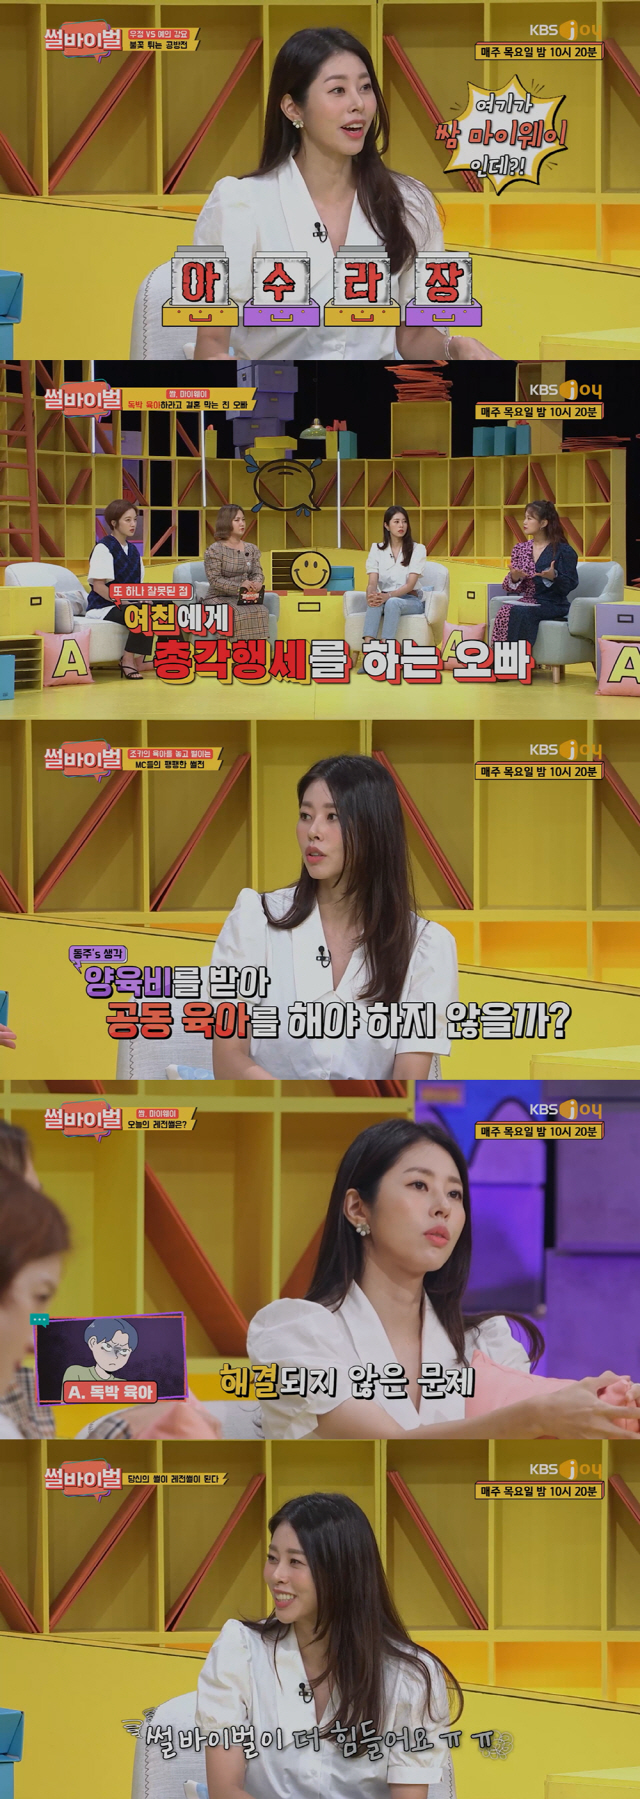 썰바이벌
우정 VS 예의 강요
불꽃 튀는 공방전
KBS joy
매주 목요일 밤 10시 20분
여기가
쌈 마이웨이
인데?!
아수라장
썰바이벌
쌈, 마이웨이
독박 육아하라고 결혼 막는 친 오빠
KBS joy
매주 목요일 밤 10시 20분
또 하나 잘못된 점
여친에게
총각행세를 하는 오빠
A
A
A
썰바이벌
조카의 육아를 놓고 벌이는
MC들의 팽팽한 썰전
KBS joy
매주 목요일 밤 10시 20분
동주's 생각
양육비를 받아
공동 육아를 해야 하지 않을까?
썰바이벌
쌈, 마이웨이
오늘의 레전썰은?
KBS joy
매주 목요일 밤 10시 20분
A. 독박 육아
해결되지 않은 문제
썰바이벌
당신의 썰이 레전썰이 된다
KBS joy
매주 목요일 밤 10시 20분
썰바이벌이 더 힘들어요 ㅠㅠ